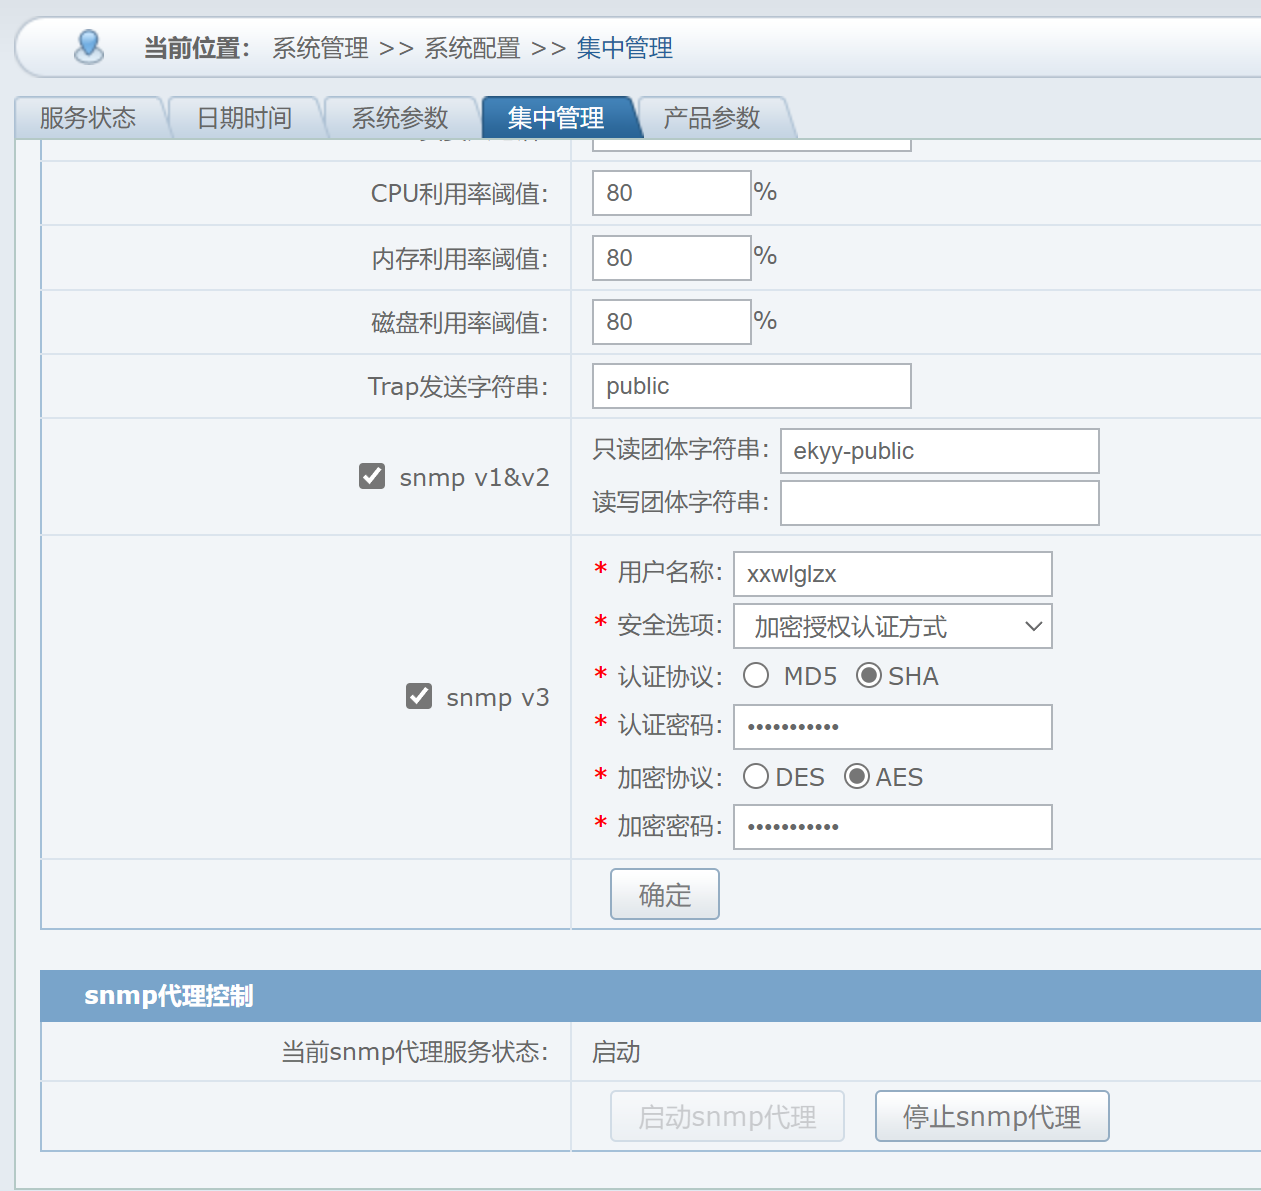 当前位置： 系统管理 >> 系统配置 >> 集中管理
服务状态 日期时间 系统参数 集中管理 产品参数
CPU利用率阈值: 80 %
内存利用率阈值: 80 %
磁盘利用率阈值: 80 %
Trap发送字符串: public
只读团体字符串: ekyy-public
snmp v1&v2
读写团体字符串:
* 用户名称: xxwlglzx
* 安全选项: 加密授权认证方式
* 认证协议: MD5 SHA
snmp v3
* 认证密码: •••••••••••
* 加密协议: DES AES
* 加密密码: •••••••••••
确定
snmp代理控制
当前snmp代理服务状态: 启动
启动snmp代理 停止snmp代理